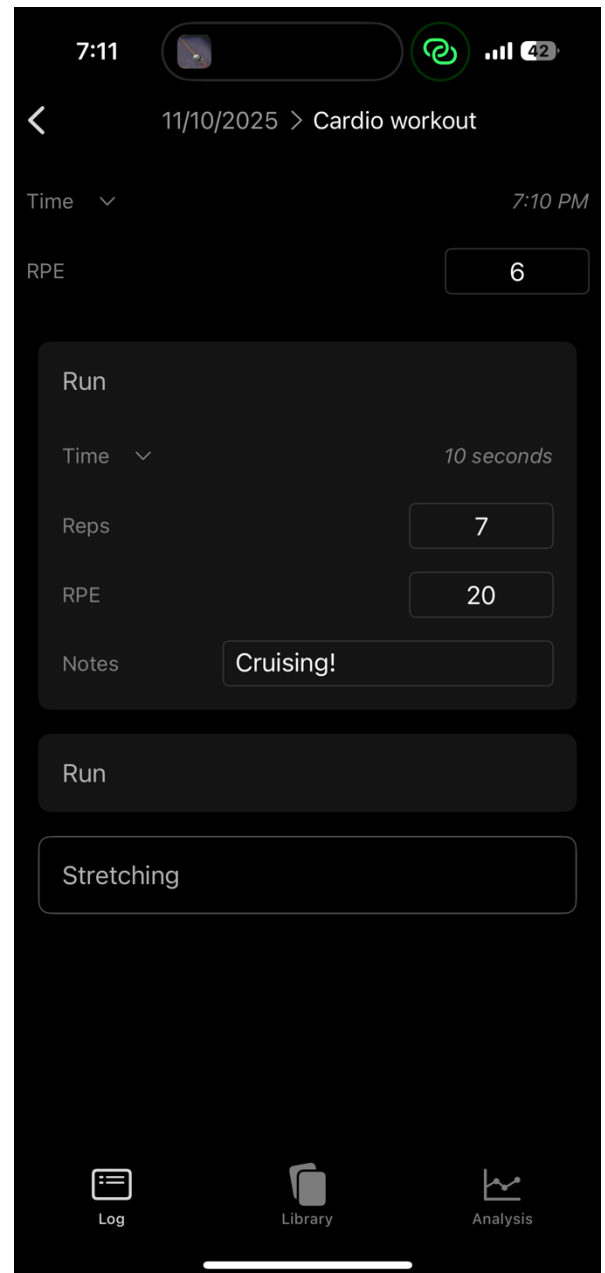 7:11 42
11/10/2025 > Cardio workout
Time 7:10 PM
RPE 6
Run
Time 10 seconds
Reps 7
RPE 20
Notes Cruising!
Run
Stretching
Log Library Analysis